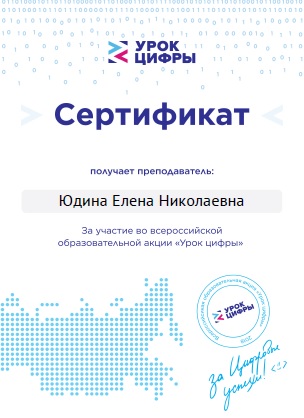 УРОК
ЦИФРЫ
Сертификат
получает преподаватель:
Юдина Елена Николаевна
За участие во всероссийской
образовательной акции «Урок цифры»
УРОК
ЦИФРЫ
За Цифровые
успехи!